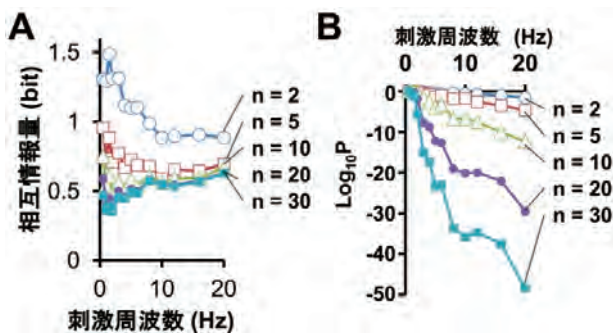 A
相互情報量 (bit)
1.5
1
0.5
0
0
10
20
刺激周波数 (Hz)
n = 2
n = 5
n = 10
n = 20
n = 30
B
刺激周波数 (Hz)
0
10
20
Log10P
0
-10
-20
-30
-40
-50
n = 2
n = 5
n = 10
n = 20
n = 30